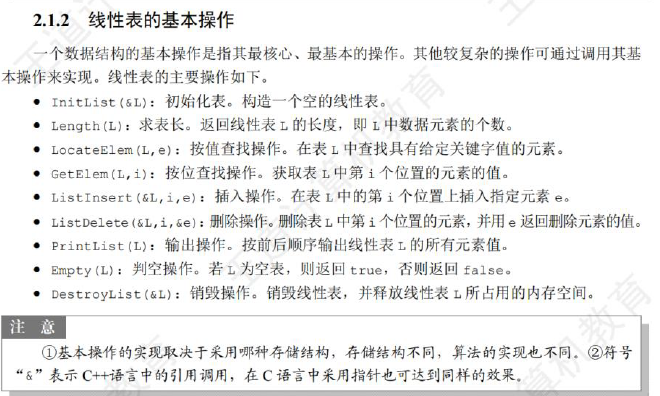 2.1.2 线性表的基本操作
一个数据结构的基本操作是指其最核心、最基本的操作。其他较复杂的操作可通过调用其基
本操作来实现。线性表的主要操作如下。
● InitList(&L)：初始化表。构造一个空的线性表。
● Length(L)：求表长。返回线性表 L 的长度，即 L 中数据元素的个数。
● LocateElem(L,e)：按值查找操作。在表 L 中查找具有给定关键字值的元素。
● GetElem(L,i)：按位查找操作。获取表 L 中第 i 个位置的元素的值。
● ListInsert(&L,i,e)：插入操作。在表 L 中的第 i 个位置上插入指定元素 e。
● ListDelete(&L,i,&e)：删除操作。删除表 L 中第 i 个位置的元素，并用 e 返回删除元素的值。
● PrintList(L)：输出操作。按前后顺序输出线性表 L 的所有元素值。
● Empty(L)：判空操作。若 L 为空表，则返回 true，否则返回 false。
● DestroyList(&L)：销毁操作。销毁线性表，并释放线性表 L 所占用的内存空间。
注 意
①基本操作的实现取决于采用哪种存储结构，存储结构不同，算法的实现也不同。②符号
“&”表示 C++语言中的引用调用，在 C 语言中采用指针也可达到同样的效果。
王道计算机教育